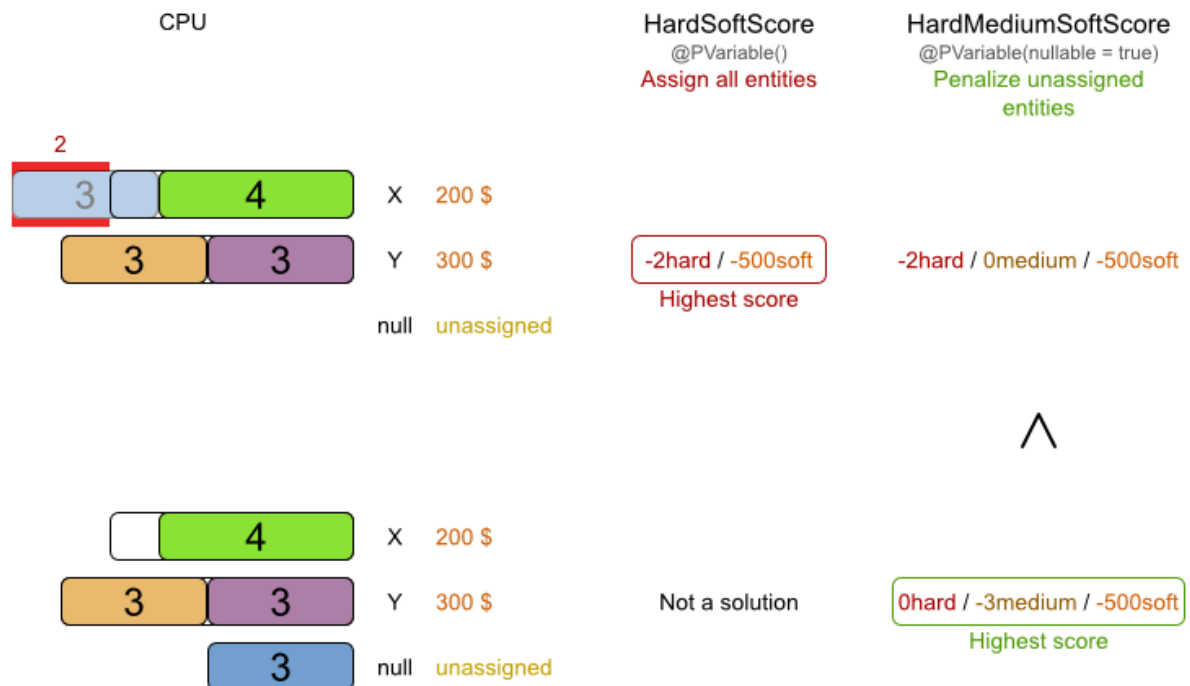 CPU
HardSoftScore
@PVariable()
Assign all entities
HardMediumSoftScore
@PVariable(nullable = true)
Penalize unassigned
entities
2
3 4 X 200 $
3 3 Y 300 $ -2hard / -500soft -2hard / 0medium / -500soft
Highest score
null unassigned
4 X 200 $
3 3 Y 300 $ Not a solution 0hard / -3medium / -500soft
Highest score
3 null unassigned